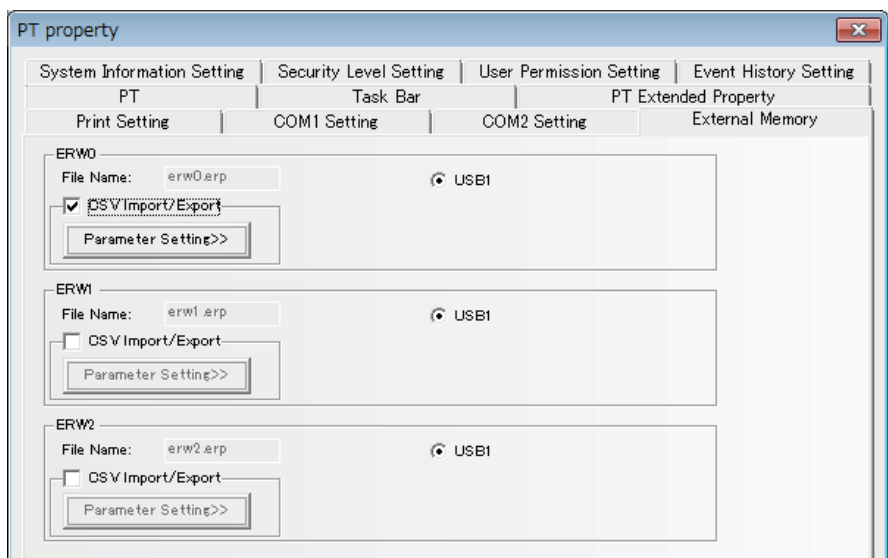 PT property
System Information Setting Security Level Setting User Permission Setting Event History Setting
PT Task Bar PT Extended Property
Print Setting COM1 Setting COM2 Setting External Memory
ERW0
File Name: erw0.erp USB1
CSV Import/Export
Parameter Setting>>
ERW1
File Name: erw1.erp USB1
CSV Import/Export
Parameter Setting>>
ERW2
File Name: erw2.erp USB1
CSV Import/Export
Parameter Setting>>